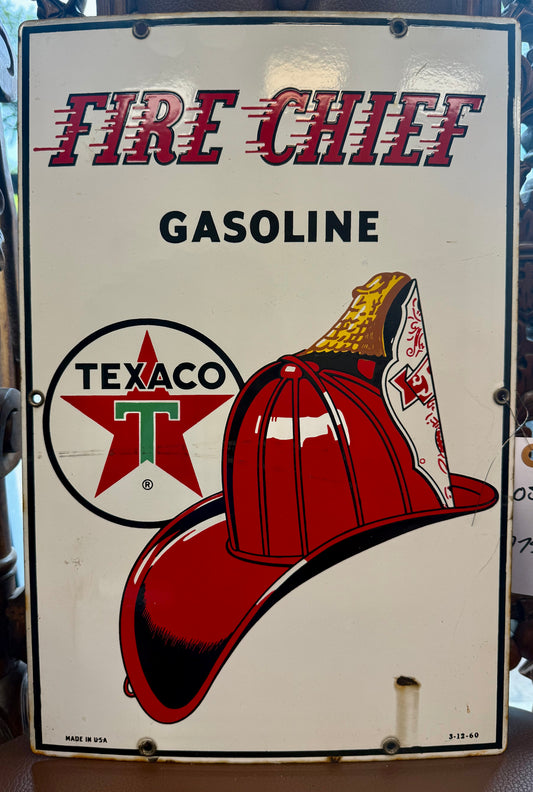 FIRE CHIEF
GASOLINE
TEXACO
T
®
MADE IN USA
3-12-60